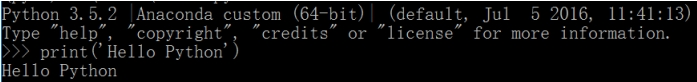 Python 3.5.2 |Anaconda custom (64-bit)| (default, Jul  5 2016, 11:41:13)
Type "help", "copyright", "credits" or "license" for more information.
>>> print('Hello Python')
Hello Python